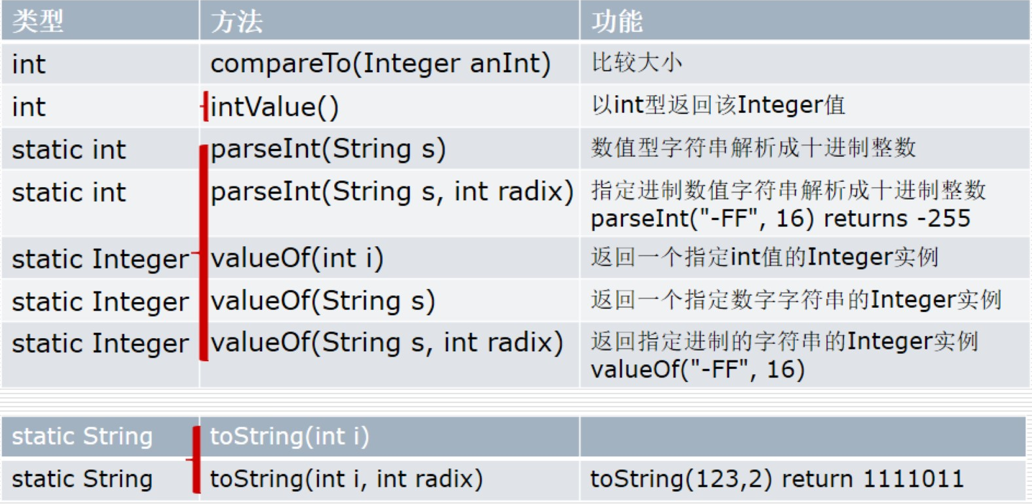 类型 方法 功能
int compareTo(Integer anInt) 比较大小
int intValue() 以int型返回该Integer值
static int parseInt(String s) 数值型字符串解析成十进制整数
static int parseInt(String s, int radix) 指定进制数值字符串解析成十进制整数
parseInt("-FF", 16) returns -255
static Integer valueOf(int i) 返回一个指定int值的Integer实例
static Integer valueOf(String s) 返回一个指定数字字符串的Integer实例
static Integer valueOf(String s, int radix) 返回指定进制的字符串的Integer实例
valueOf("-FF", 16)
static String toString(int i)
static String toString(int i, int radix) toString(123,2) return 1111011